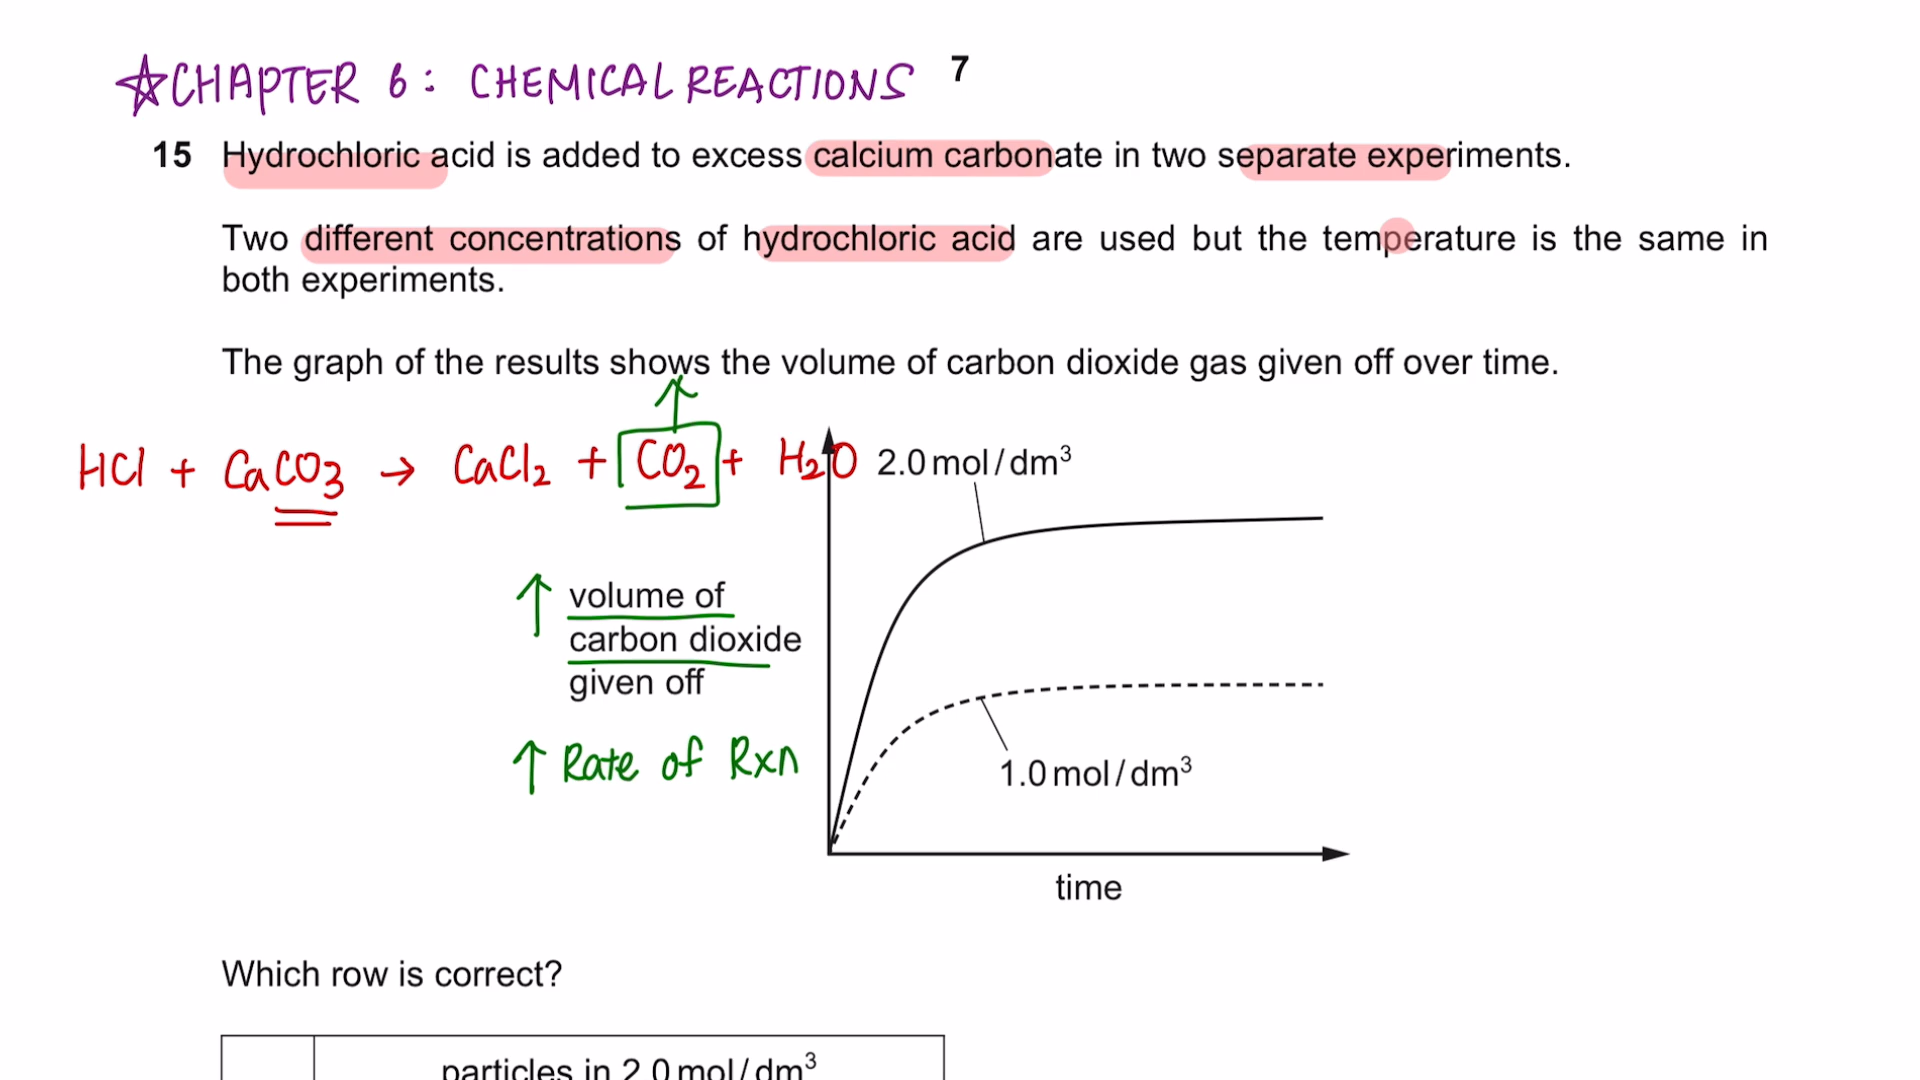 ☆CHAPTER 6: CHEMICAL REACTIONS 7
15 Hydrochloric acid is added to excess calcium carbonate in two separate experiments.
Two different concentrations of hydrochloric acid are used but the temperature is the same in
both experiments.
The graph of the results shows the volume of carbon dioxide gas given off over time.
HCl + CaCO3 → CaCl2 + CO2 + H2O
2.0 mol/dm³
↑ volume of
carbon dioxide
given off
↑ Rate of Rxn
1.0 mol/dm³
time
Which row is correct?
particles in 2.0 mol/dm³